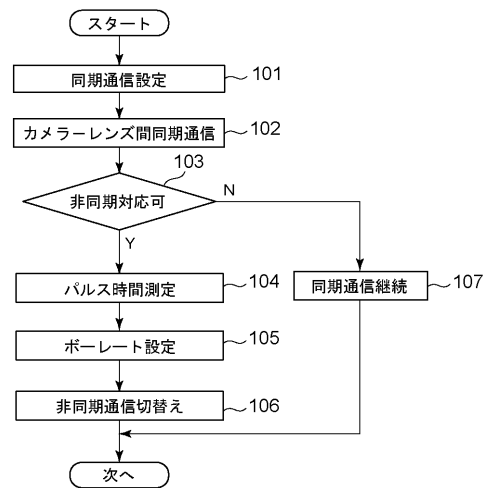 スタート
同期通信設定
101
カメラーレンズ間同期通信
102
103
非同期対応可
N
Y
パルス時間測定
104
同期通信継続
107
ボーレート設定
105
非同期通信切替え
106
次へ